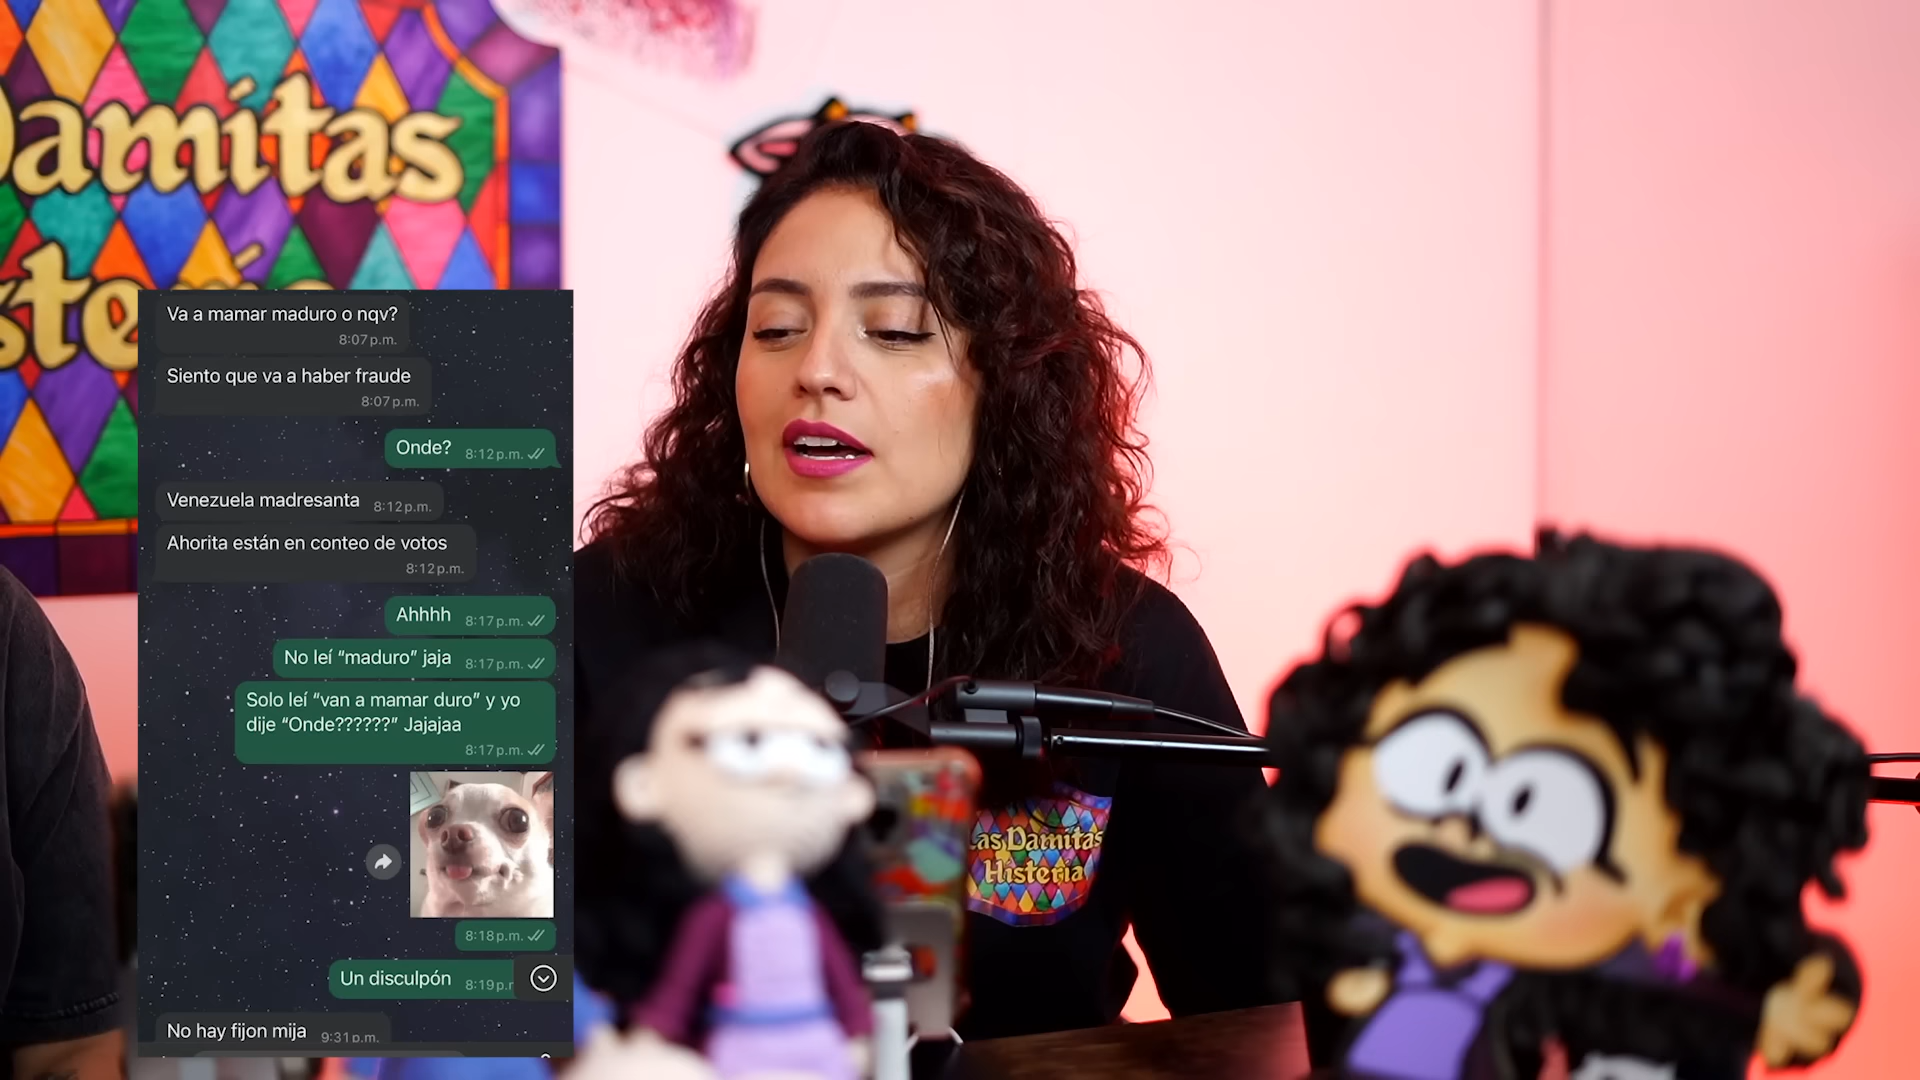 Damitas
Va a mamar maduro o nqv?
8:07 p.m.
Siento que va a haber fraude
8:07 p.m.
Onde? 8:12 p.m.
Venezuela madresanta 8:12 p.m.
Ahorita están en conteo de votos
8:12 p.m.
Ahhhh 8:17 p.m.
No leí “maduro” jaja 8:17 p.m.
Solo leí “van a mamar duro” y yo
dije “Onde??????” Jajajaa
8:17 p.m.
8:18 p.m.
Un disculpón 8:19 p.
No hay fijon mija 9:31 p.m.
Las Damitas
Histeria